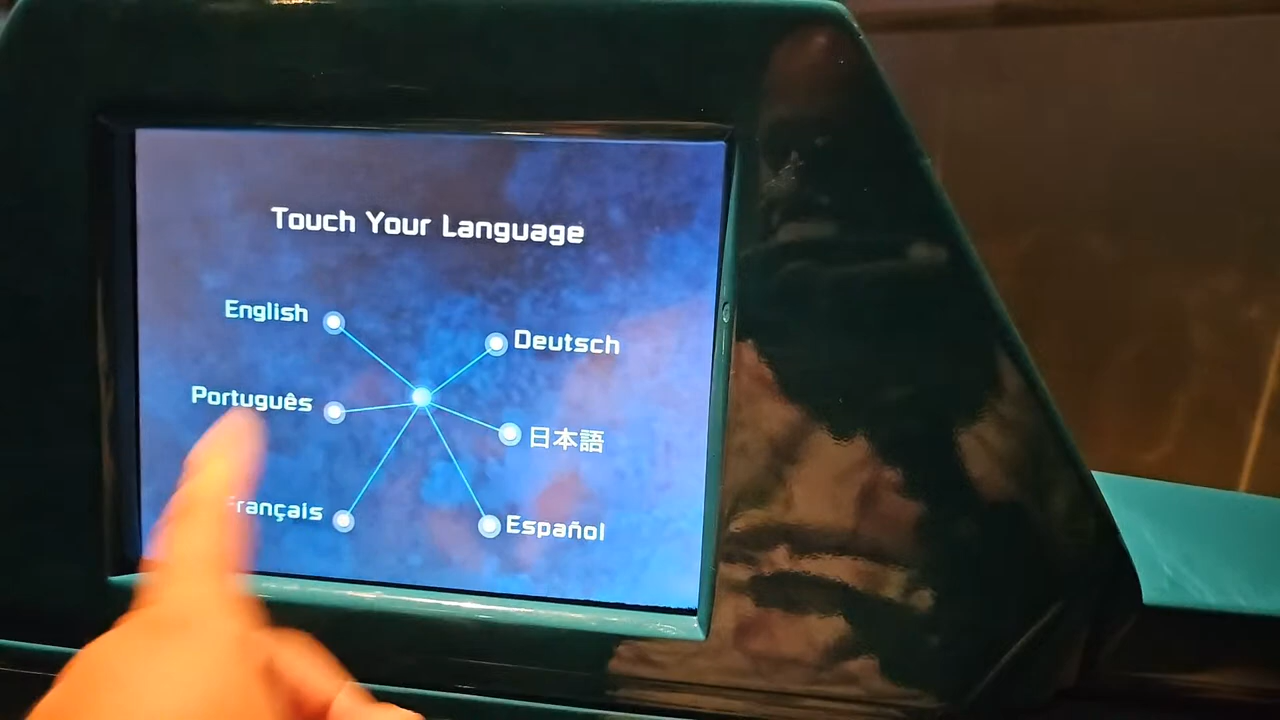 Touch Your Language
English
Deutsch
Português
日本語
Français
Español